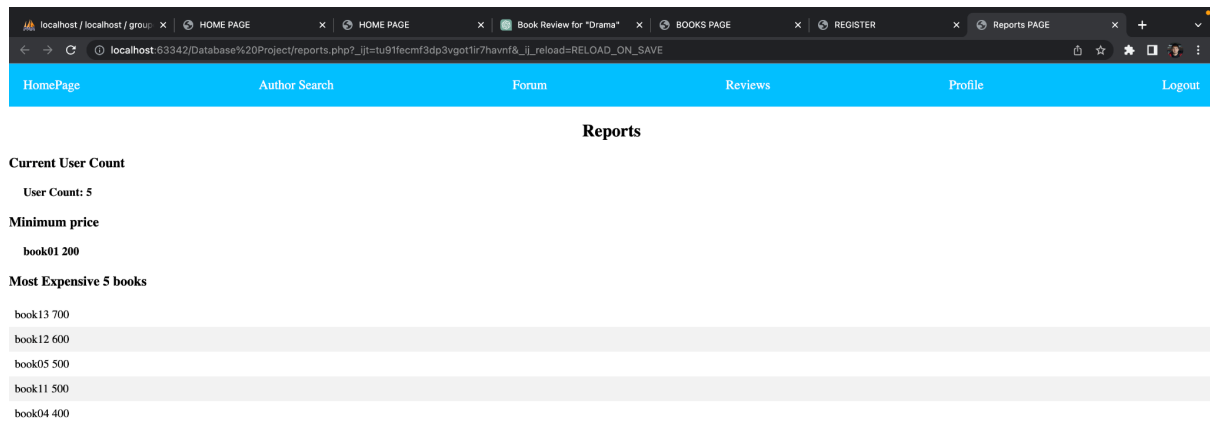 localhost / localhost / group
HOME PAGE
HOME PAGE
Book Review for "Drama"
BOOKS PAGE
REGISTER
Reports PAGE
localhost:63342/Database%20Project/reports.php?_ijt=tu91fecmf3dp3vgot1ir7havnf&_ij_reload=RELOAD_ON_SAVE
HomePage Author Search Forum Reviews Profile Logout
Reports
Current User Count
User Count: 5
Minimum price
book01 200
Most Expensive 5 books
book13 700
book12 600
book05 500
book11 500
book04 400